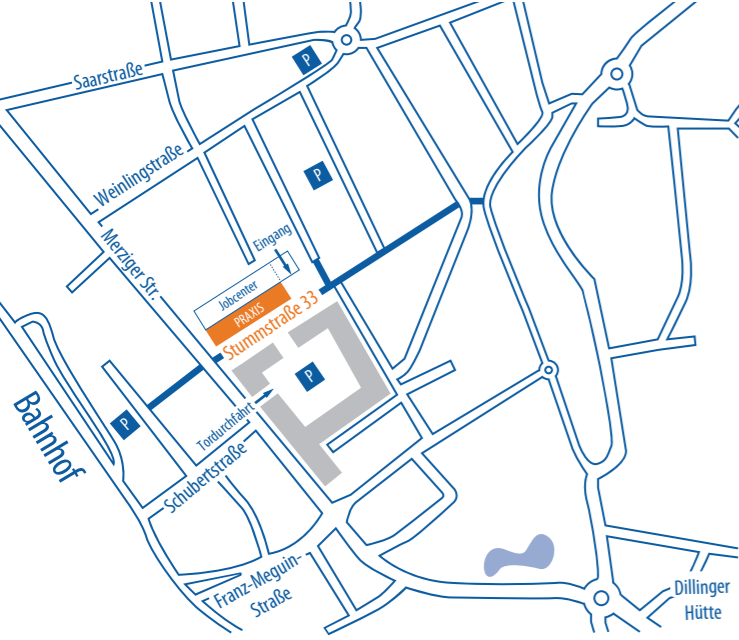 P
Saarstraße
Weinlingstraße
P
Merziger Str.
Eingang
Jobcenter
PRAXIS
Stummstraße 33
P
P
Bahnhof
Tordurchfahrt
Schubertstraße
Franz-Meguin-
Straße
Dillinger
Hütte